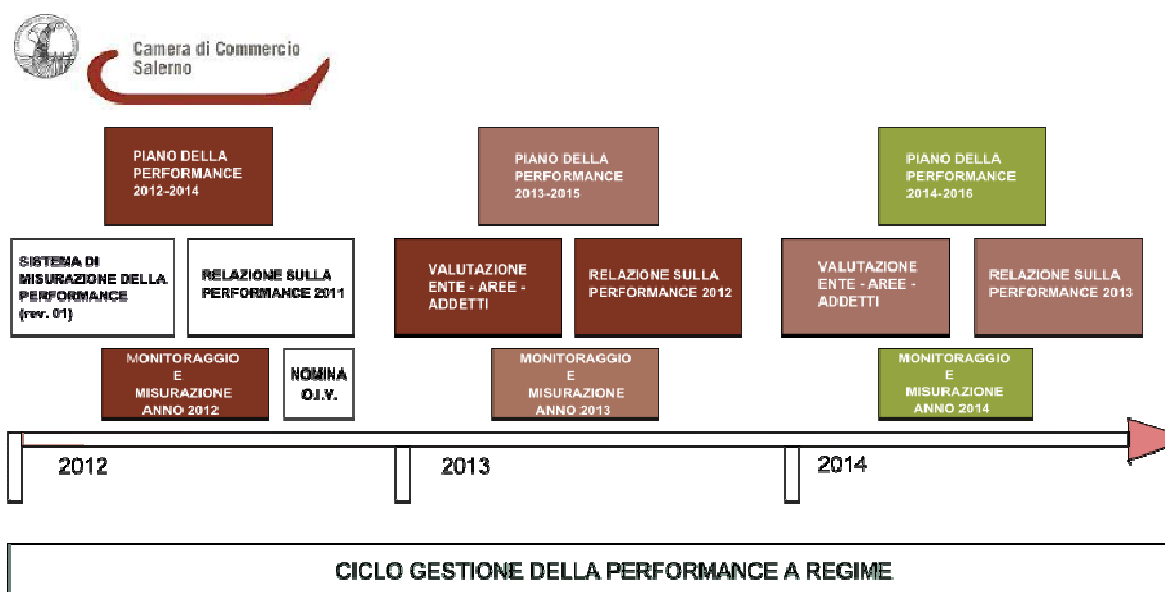 Camera di Commercio
Salerno
PIANO DELLA
PERFORMANCE
2012-2014
PIANO DELLA
PERFORMANCE
2013-2015
PIANO DELLA
PERFORMANCE
2014-2016
SISTEMA DI
MISURAZIONE DELLA
PERFORMANCE
(rev. 01)
RELAZIONE SULLA
PERFORMANCE 2011
VALUTAZIONE
ENTE - AREE -
ADDETTI
RELAZIONE SULLA
PERFORMANCE 2012
VALUTAZIONE
ENTE - AREE -
ADDETTI
RELAZIONE SULLA
PERFORMANCE 2013
MONITORAGGIO
E
MISURAZIONE
ANNO 2012
NOMINA
O.I.V.
MONITORAGGIO
E
MISURAZIONE
ANNO 2013
MONITORAGGIO
E
MISURAZIONE
ANNO 2014
2012
2013
2014
CICLO GESTIONE DELLA PERFORMANCE A REGIME